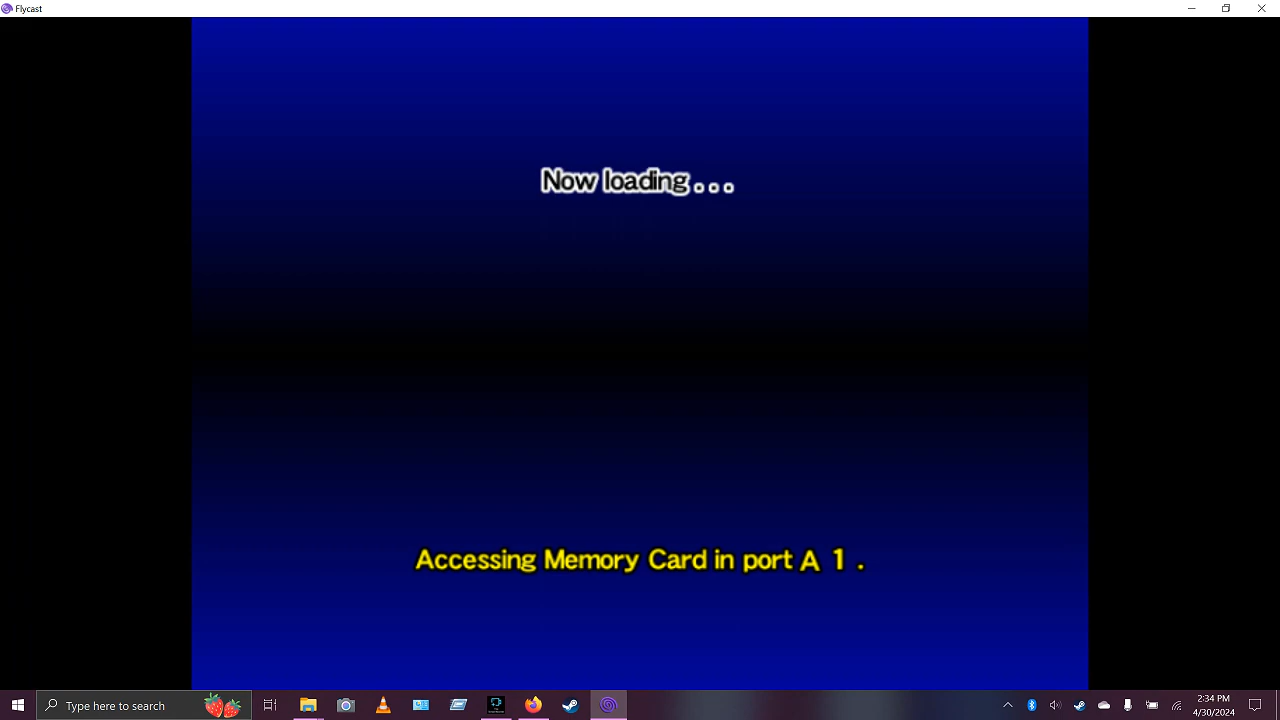 Flycast
Now loading...
Accessing Memory Card in port A 1 .
Type here to search
2:34 PM
4/30/2024